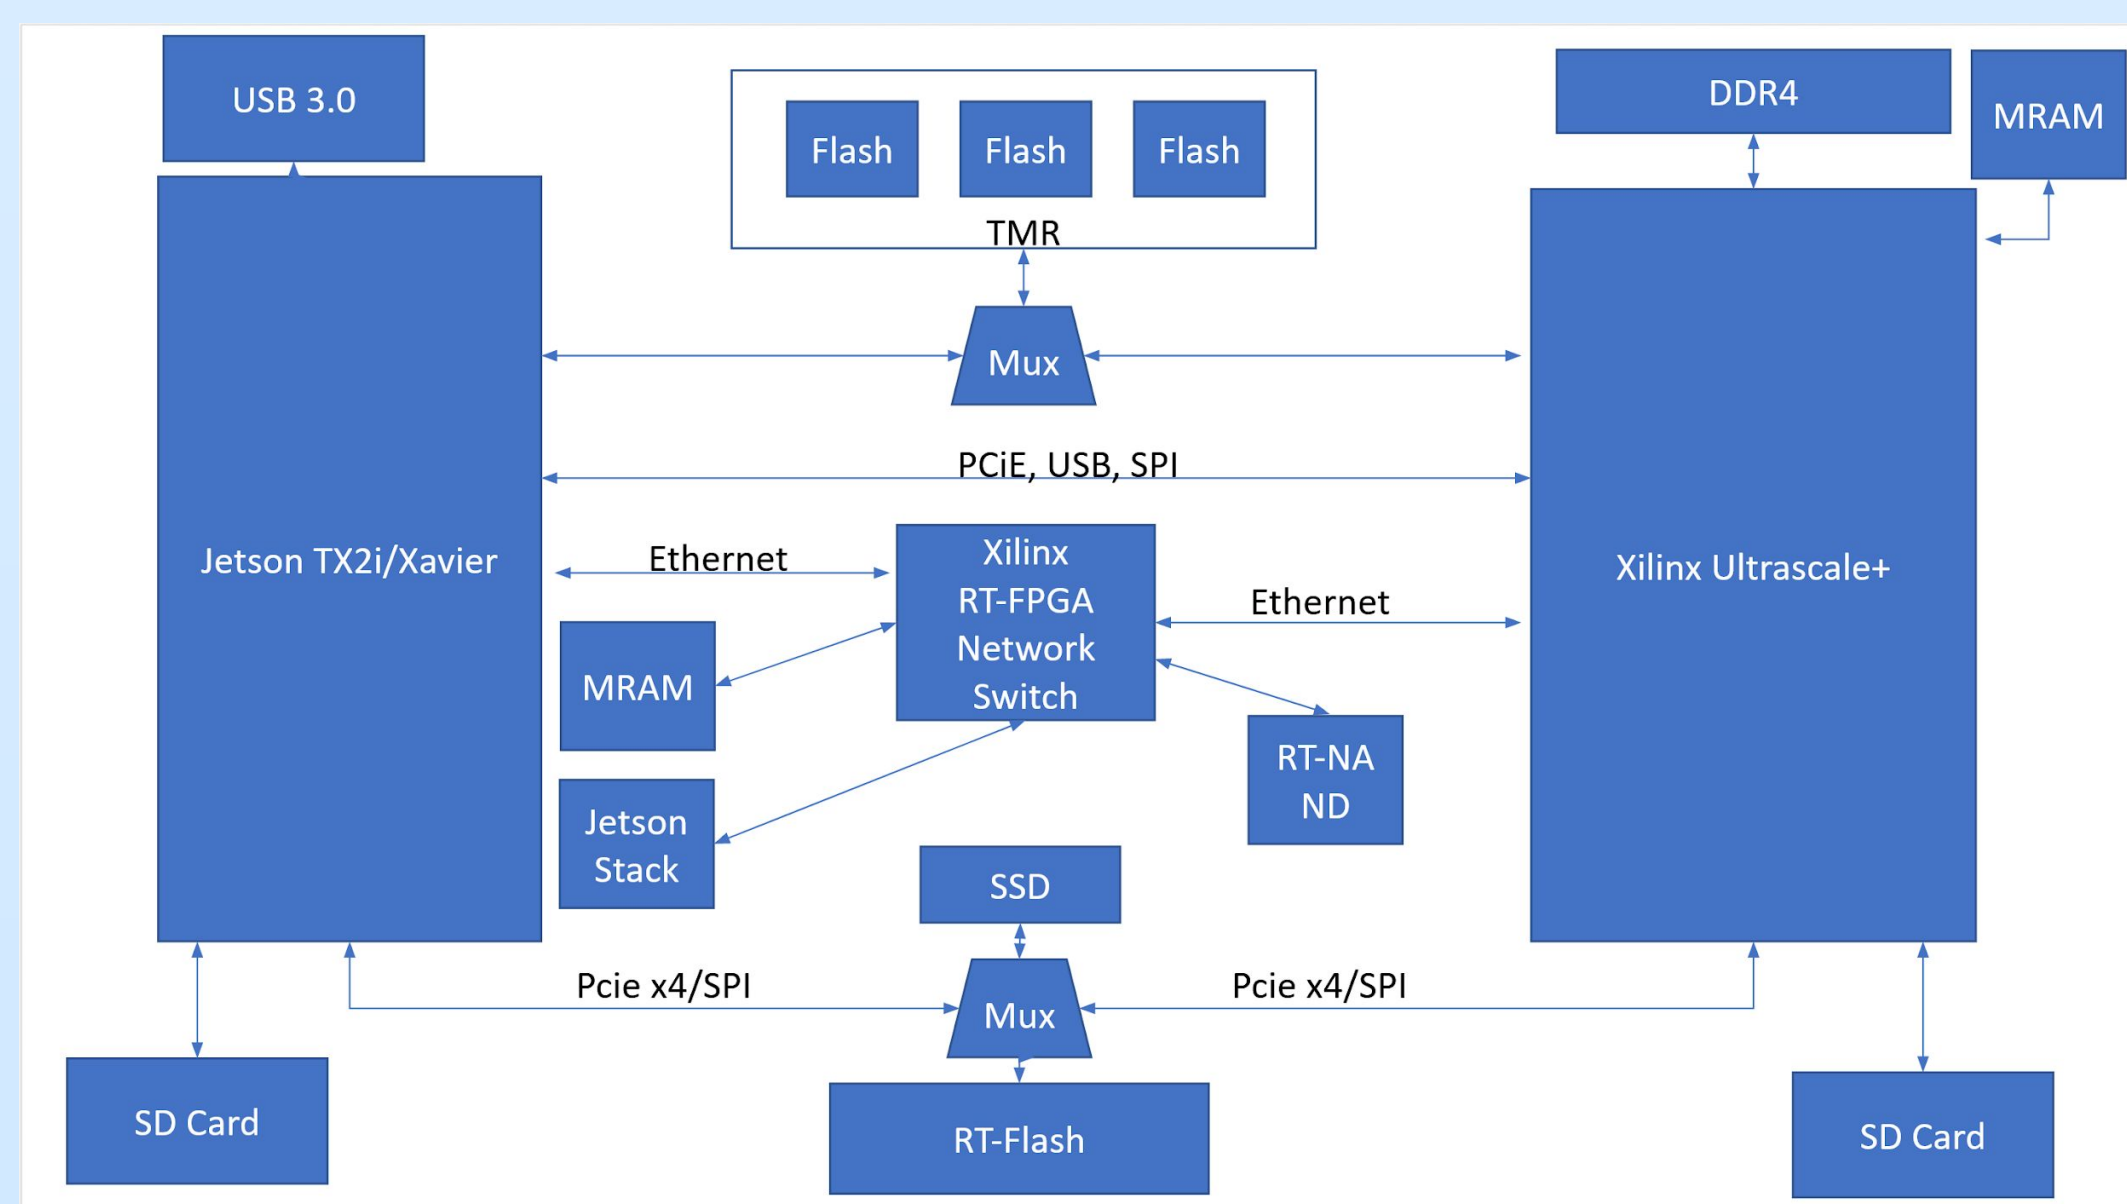 USB 3.0
DDR4
MRAM
Flash
Flash
Flash
TMR
Mux
PCiE, USB, SPI
Jetson TX2i/Xavier
Ethernet
Xilinx
RT-FPGA
Network
Switch
Ethernet
Xilinx Ultrascale+
MRAM
RT-NA
ND
Jetson
Stack
SSD
Pcie x4/SPI
Mux
Pcie x4/SPI
SD Card
RT-Flash
SD Card